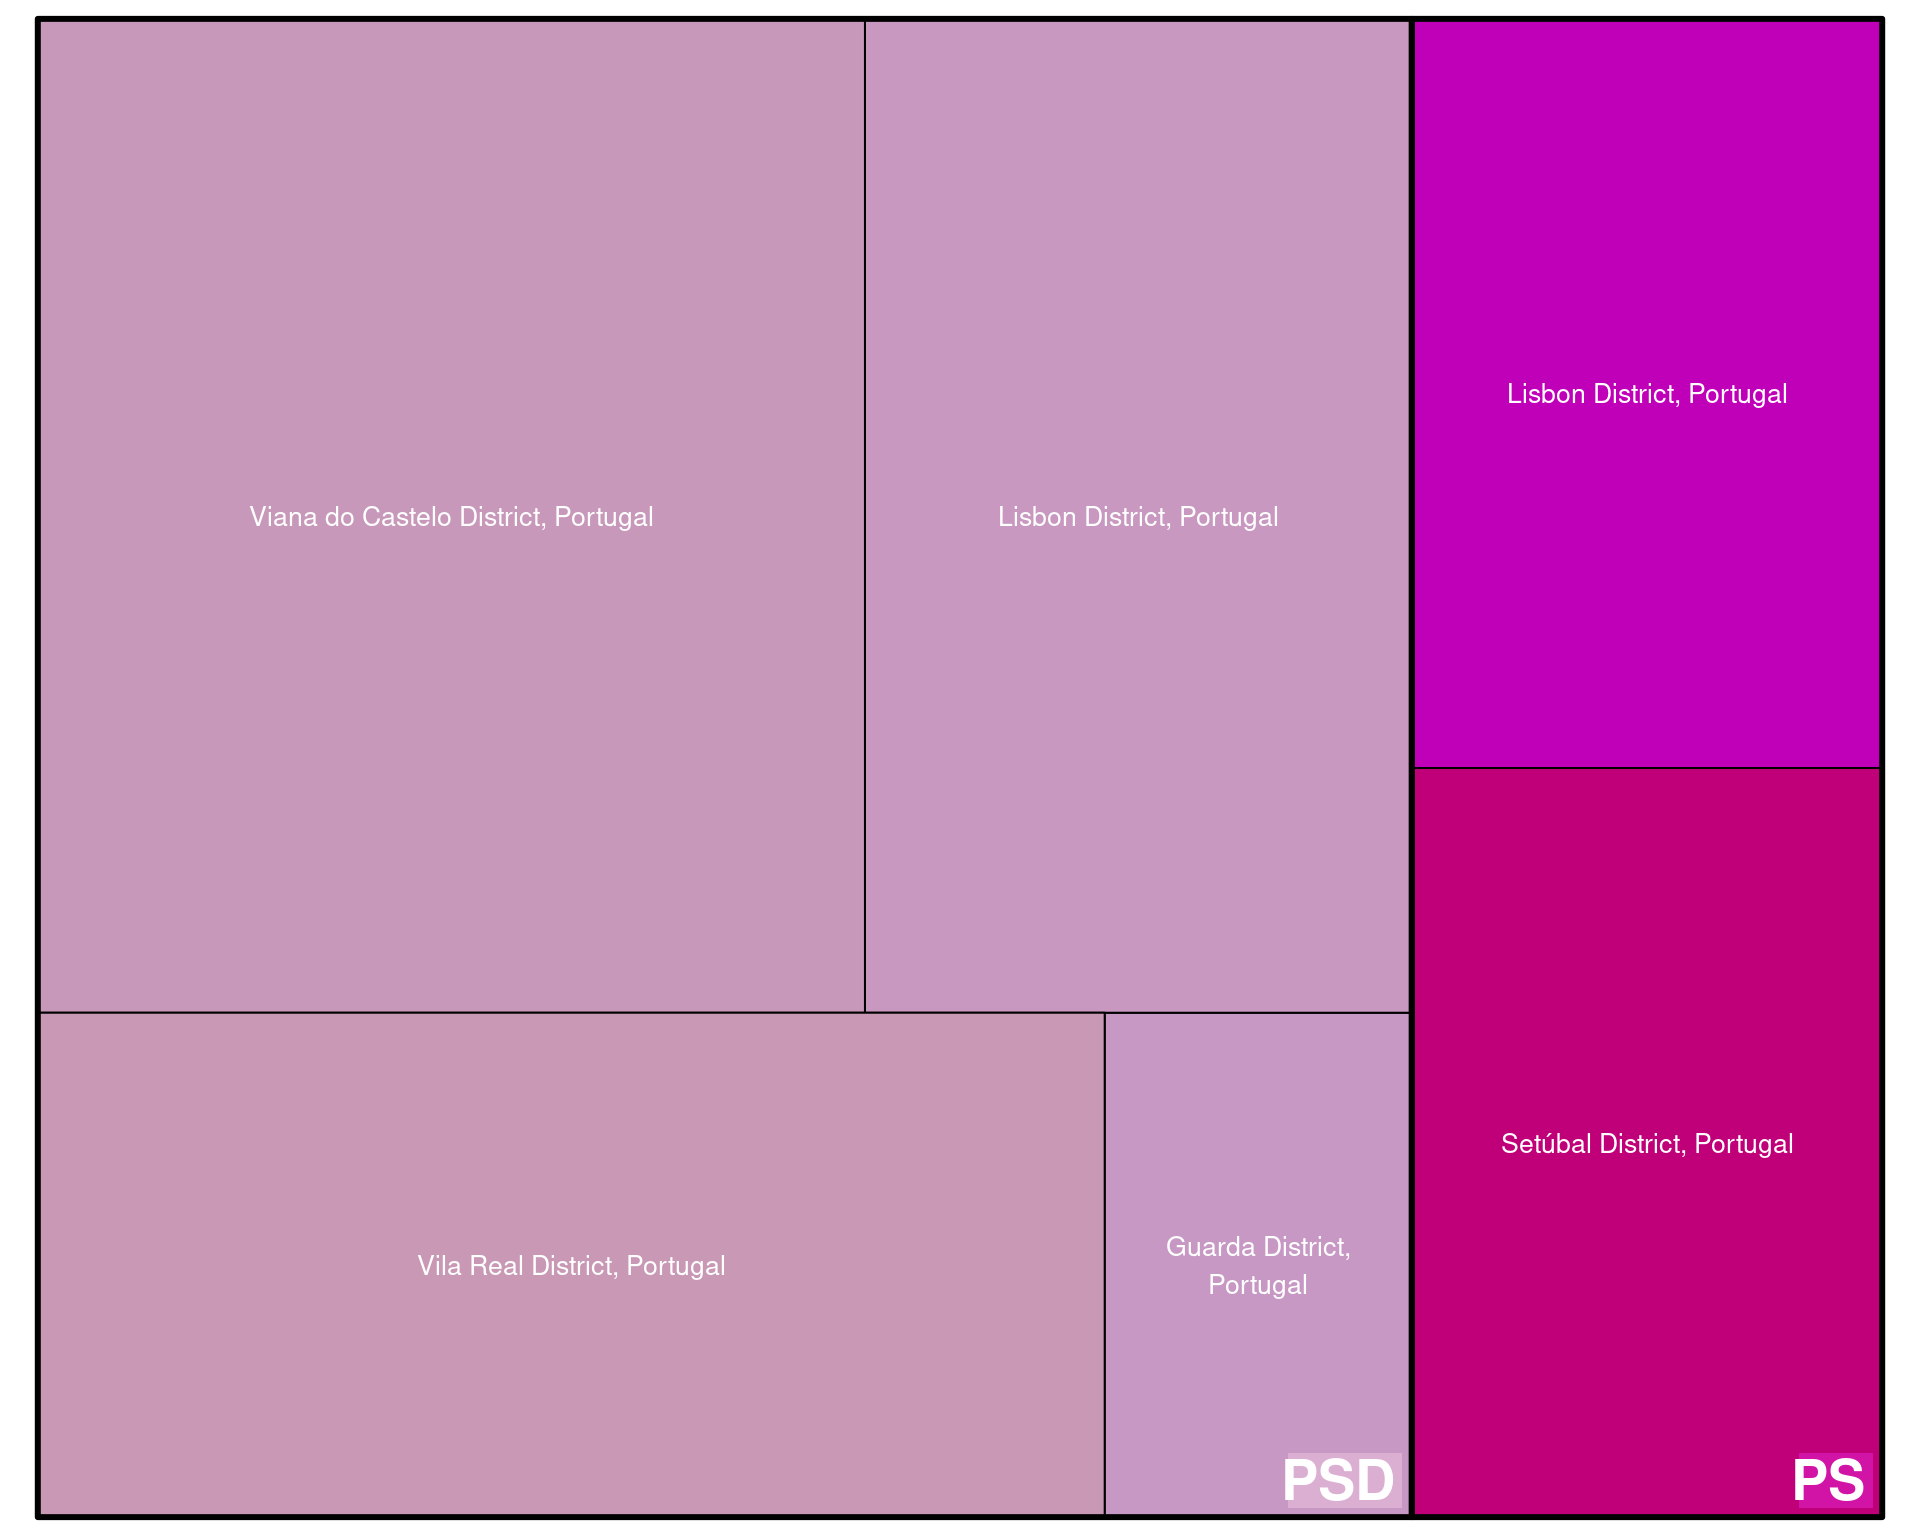 Viana do Castelo District, Portugal
Lisbon District, Portugal
Lisbon District, Portugal
Setúbal District, Portugal
Vila Real District, Portugal
Guarda District,
Portugal
PSD
PS